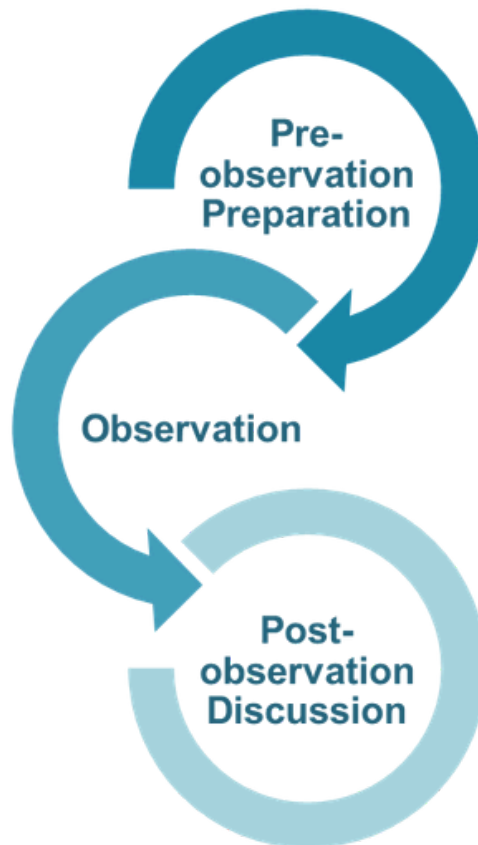 Pre-
observation
Preparation
Observation
Post-
observation
Discussion